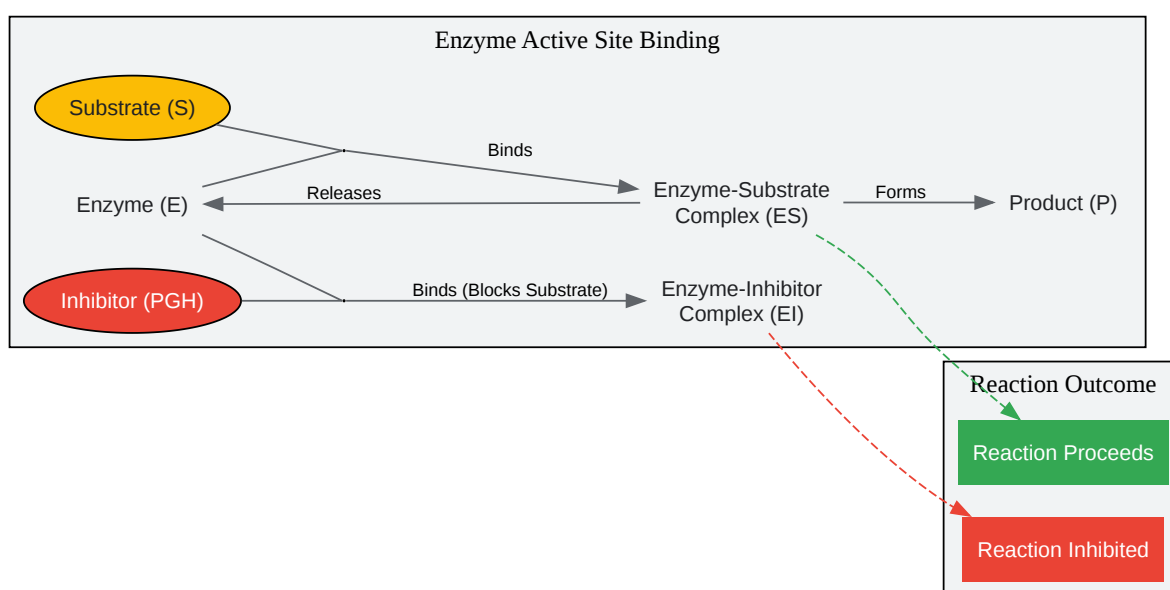 Enzyme Active Site Binding
Substrate (S)
Binds
Enzyme (E)
Releases
Enzyme-Substrate
Complex (ES)
Forms
Product (P)
Inhibitor (PGH)
Binds (Blocks Substrate)
Enzyme-Inhibitor
Complex (EI)
Reaction Outcome
Reaction Proceeds
Reaction Inhibited